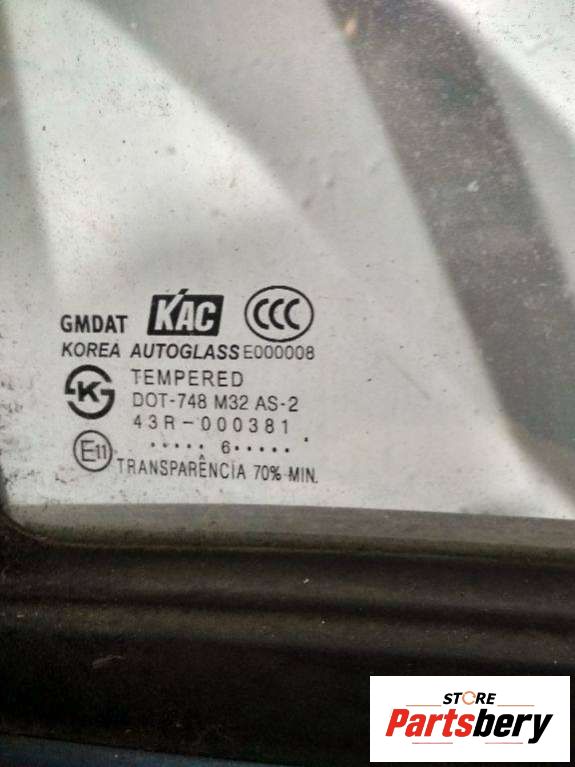 GMDAT KAC CCC
KOREA AUTOGLASS E000008
K TEMPERED
DOT-748 M32 AS-2
43R-000381
E11 ..... 6 .....
TRANSPARÊNCIA 70% MIN.
STORE
Partsbery